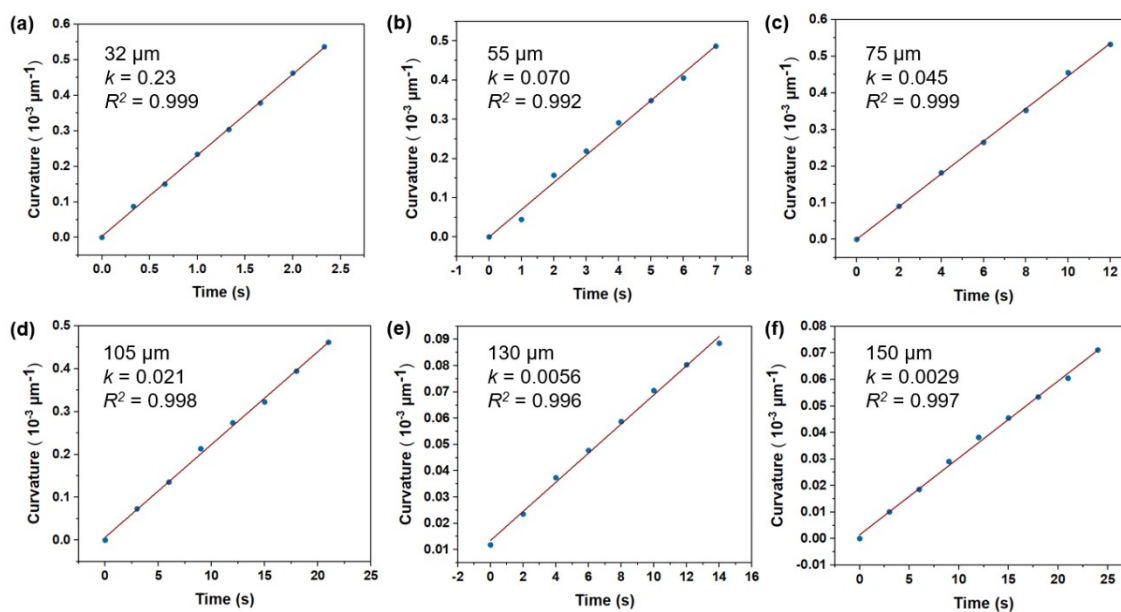 (a)
32 μm
k = 0.23
R² = 0.999
Curvature ( 10⁻³ μm⁻¹)
0.6
0.5
0.4
0.3
0.2
0.1
0.0
0.0 0.5 1.0 1.5 2.0 2.5
Time (s)
(b)
55 μm
k = 0.070
R² = 0.992
Curvature ( 10⁻³ μm⁻¹)
0.5
0.4
0.3
0.2
0.1
0.0
-1 0 1 2 3 4 5 6 7 8
Time (s)
(c)
75 μm
k = 0.045
R² = 0.999
Curvature ( 10⁻³ μm⁻¹)
0.6
0.5
0.4
0.3
0.2
0.1
0.0
0 2 4 6 8 10 12
Time (s)
(d)
105 μm
k = 0.021
R² = 0.998
Curvature ( 10⁻³ μm⁻¹)
0.5
0.4
0.3
0.2
0.1
0.0
0 5 10 15 20 25
Time (s)
(e)
130 μm
k = 0.0056
R² = 0.996
Curvature ( 10⁻³ μm⁻¹)
0.09
0.08
0.07
0.06
0.05
0.04
0.03
0.02
0.01
-2 0 2 4 6 8 10 12 14 16
Time (s)
(f)
150 μm
k = 0.0029
R² = 0.997
Curvature ( 10⁻³ μm⁻¹)
0.08
0.07
0.06
0.05
0.04
0.03
0.02
0.01
0.00
-0.01
0 5 10 15 20 25
Time (s)